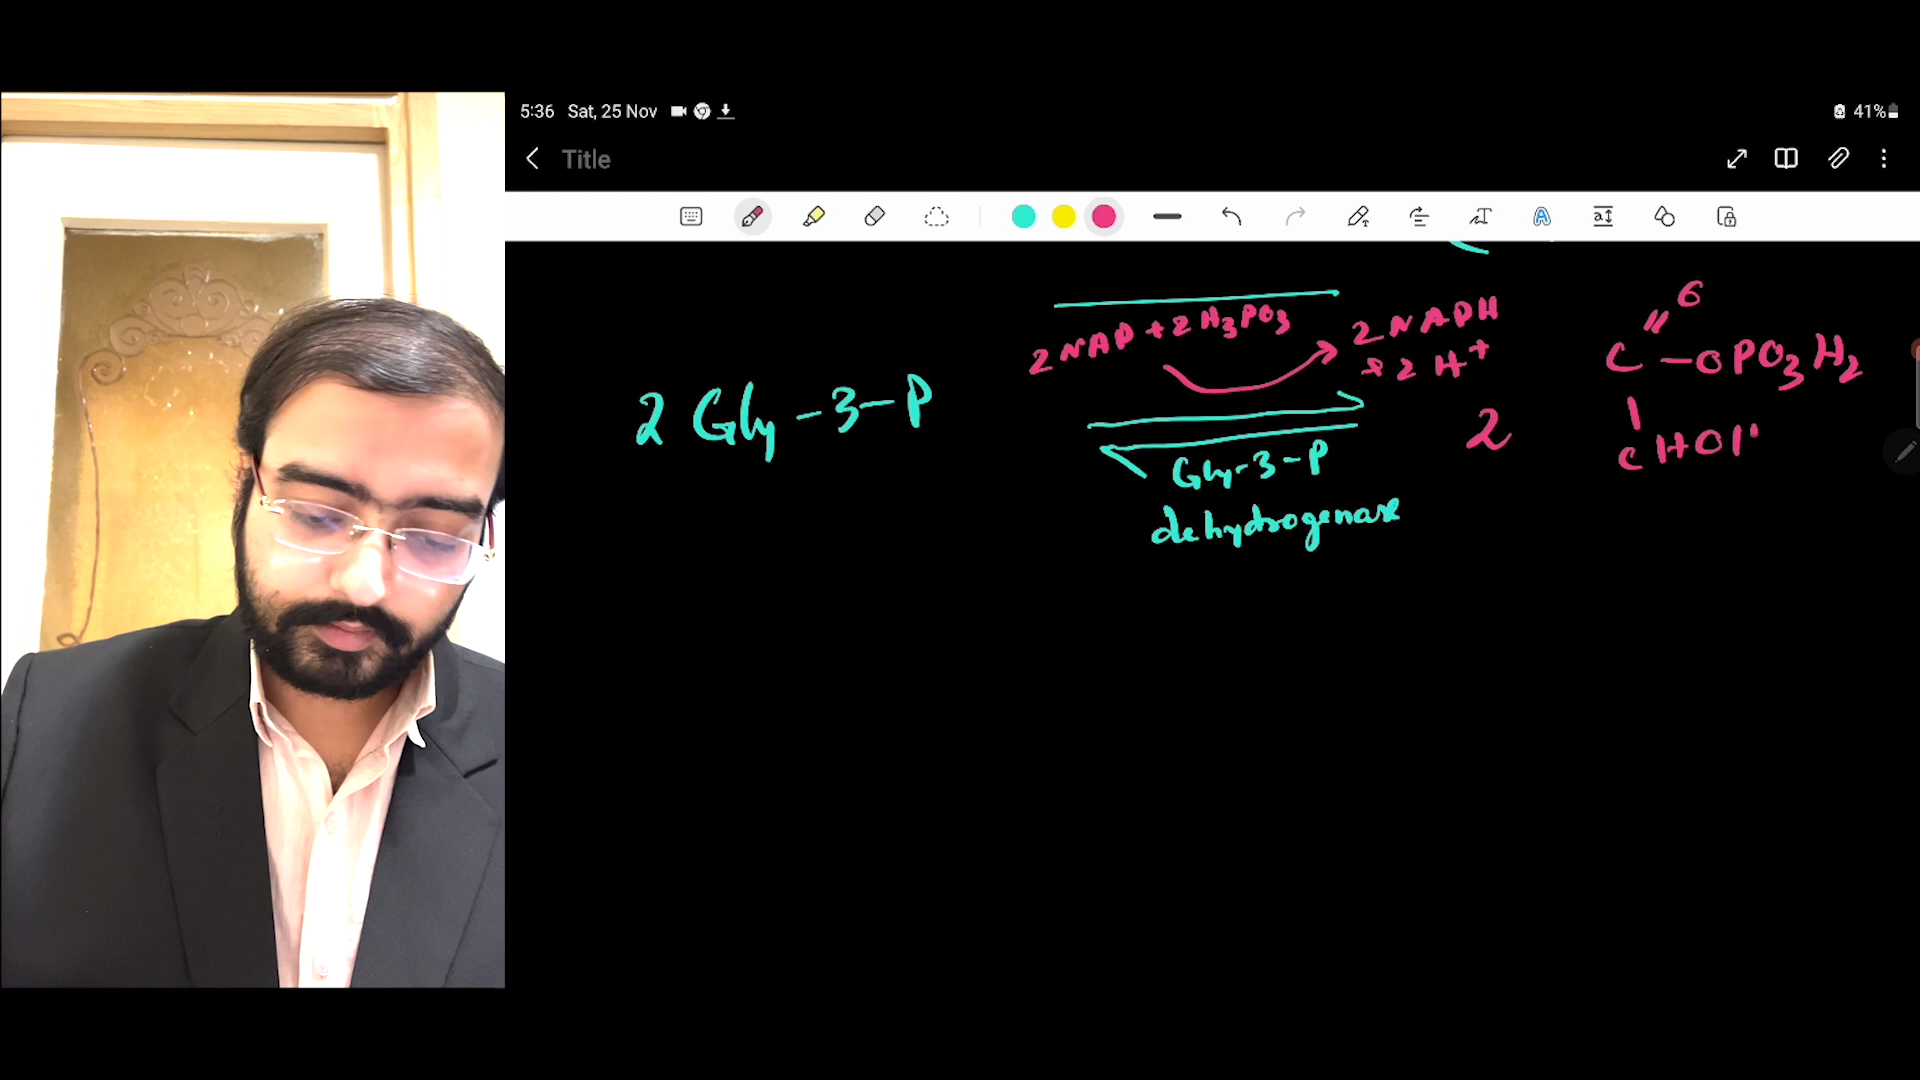 5:36 Sat, 25 Nov
41%
Title
2 NAD + 2 H3PO3
2 NADH
+ 2 H+
2 Gly-3-P
Gly-3-P
dehydrogenase
2
O
C -OPO3H2
CHO